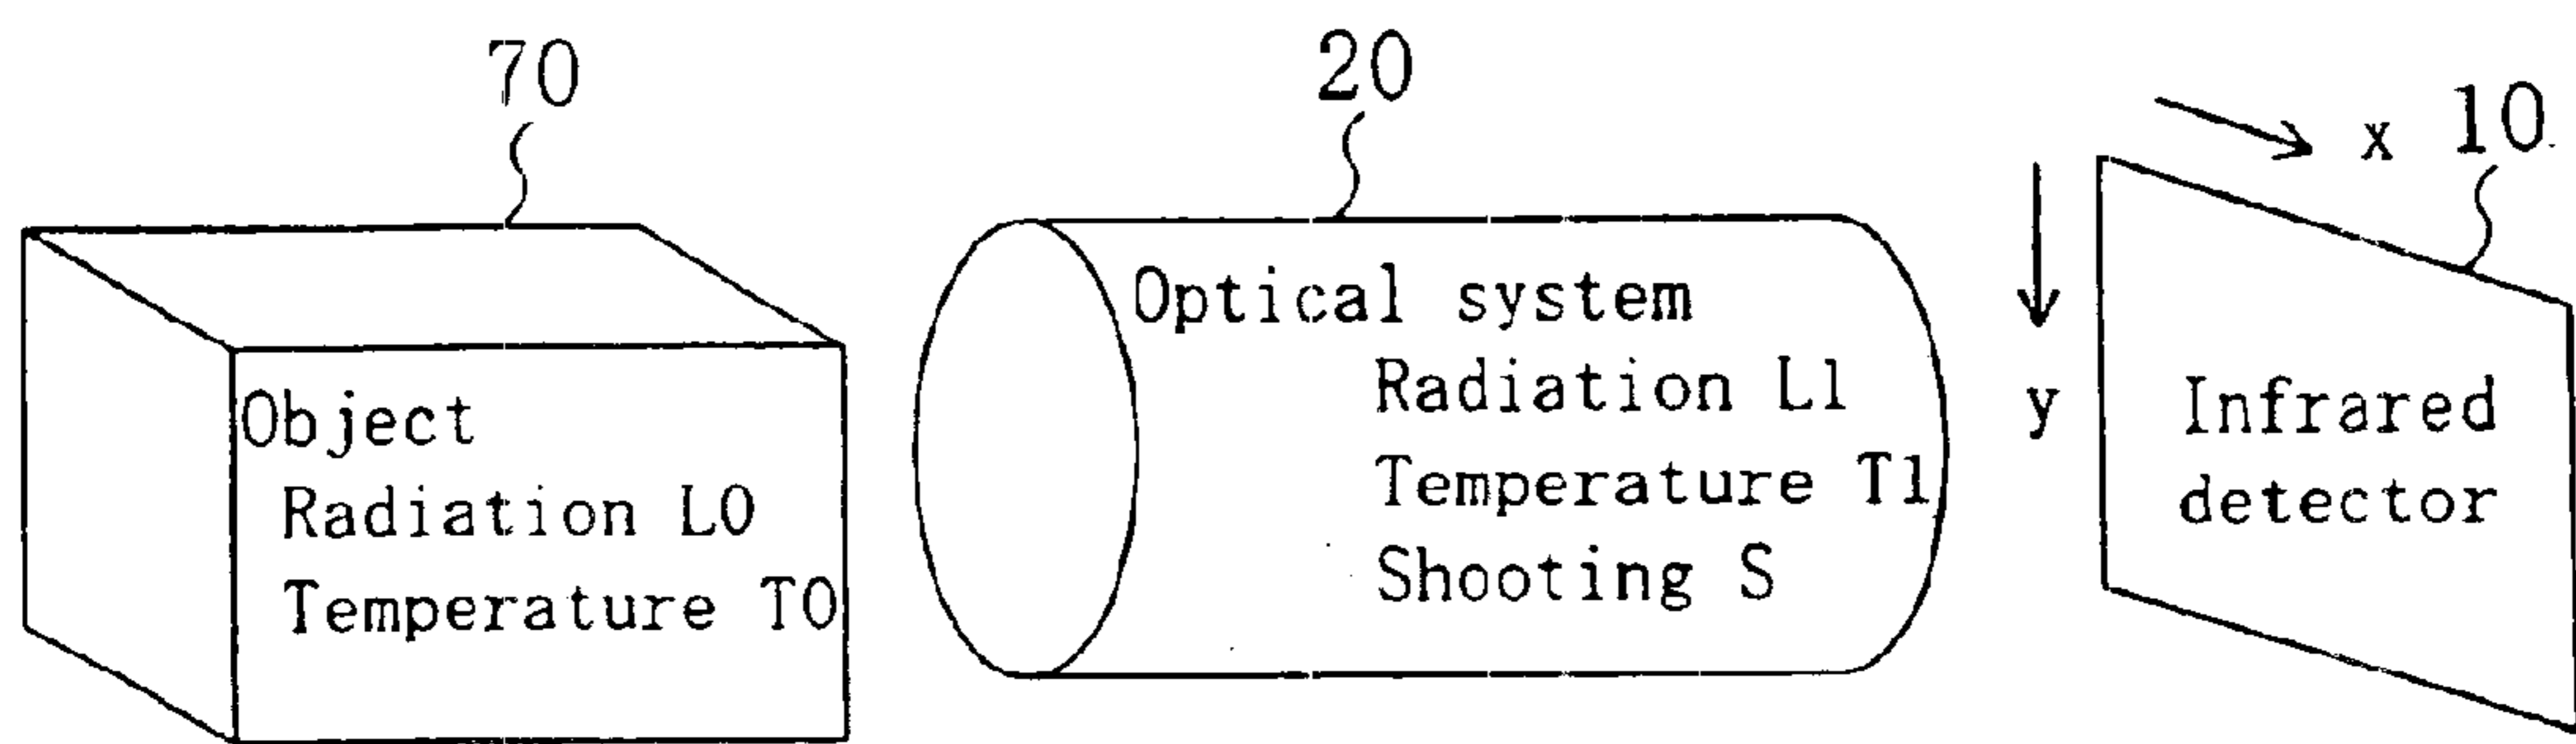 70
20
x 10
y
Object
Radiation L0
Temperature T0
Optical system
Radiation L1
Temperature T1
Shooting S
Infrared
detector